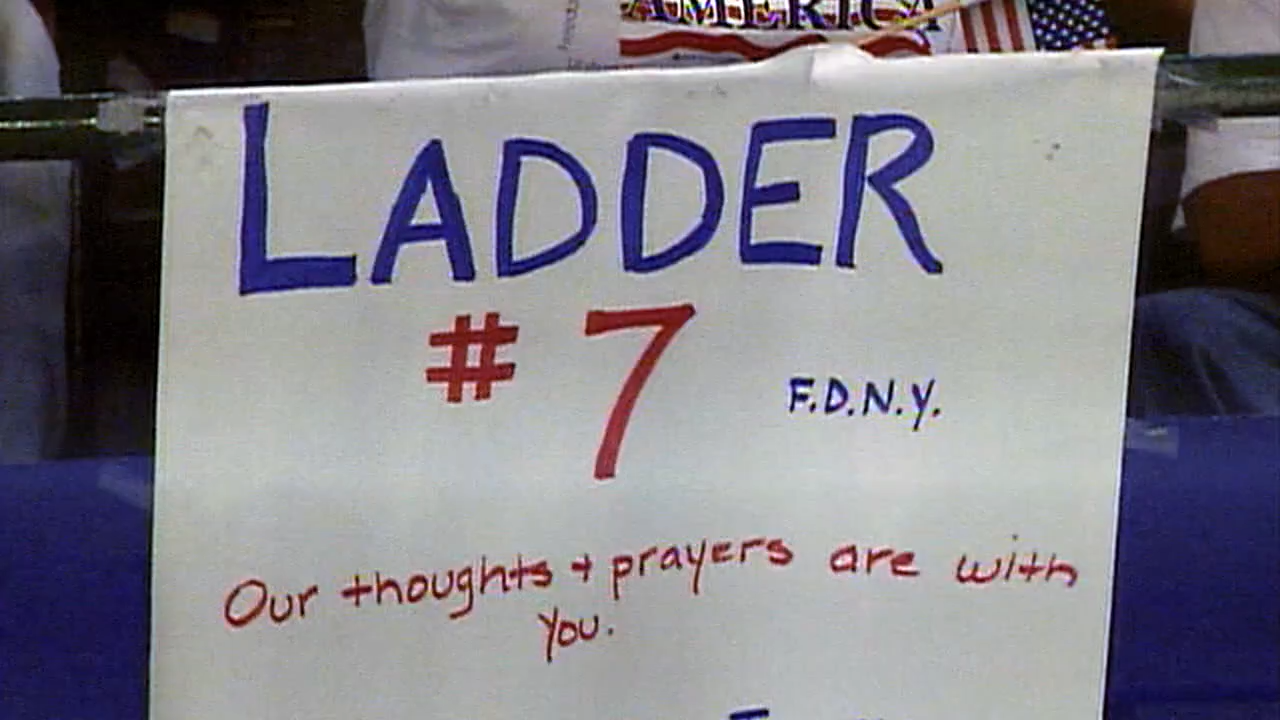 AMERICA
LADDER
# 7 F.D.N.Y.
Our thoughts + prayers are with
you.